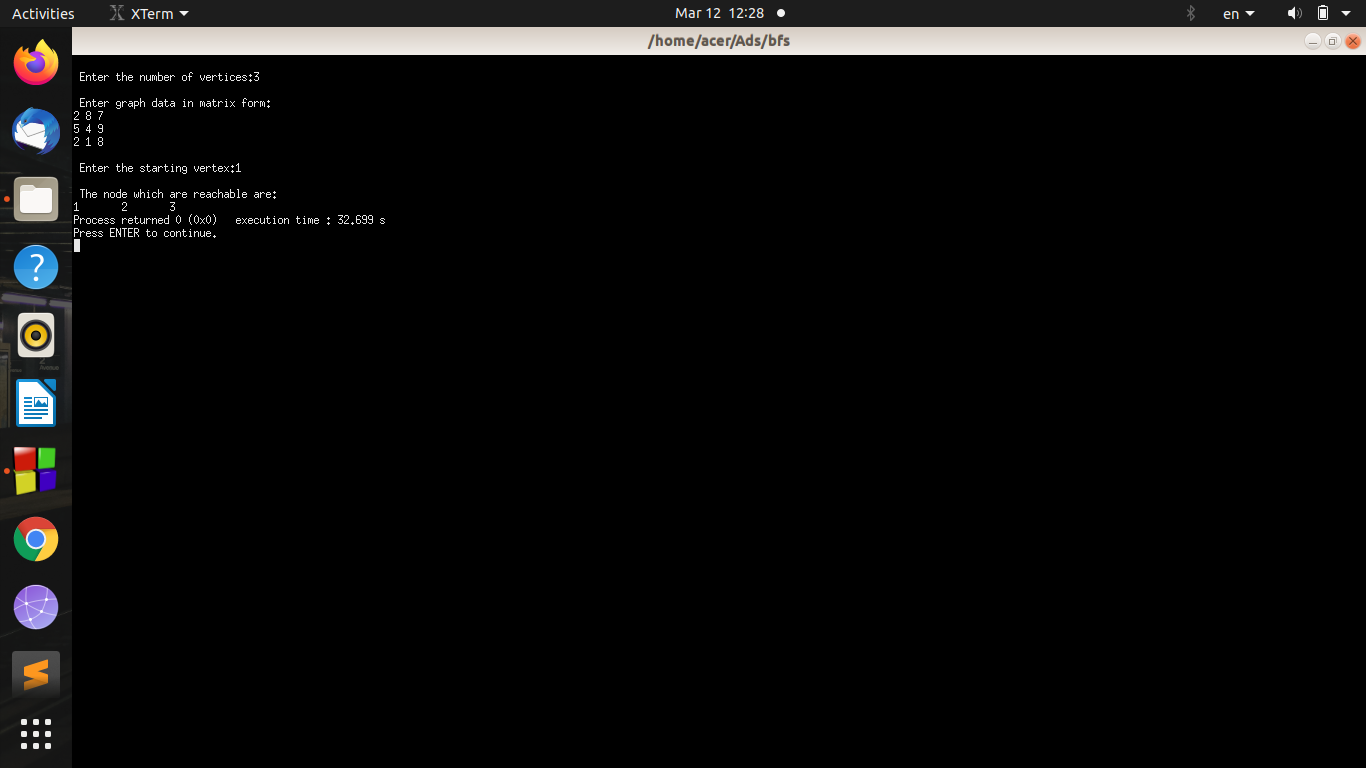 Activities XTerm Mar 12 12:28 en
/home/acer/Ads/bfs
Enter the number of vertices:3
Enter graph data in matrix form:
2 8 7
5 4 9
2 1 8
Enter the starting vertex:1
The node which are reachable are:
1 2 3
Process returned 0 (0x0) execution time : 32.699 s
Press ENTER to continue.